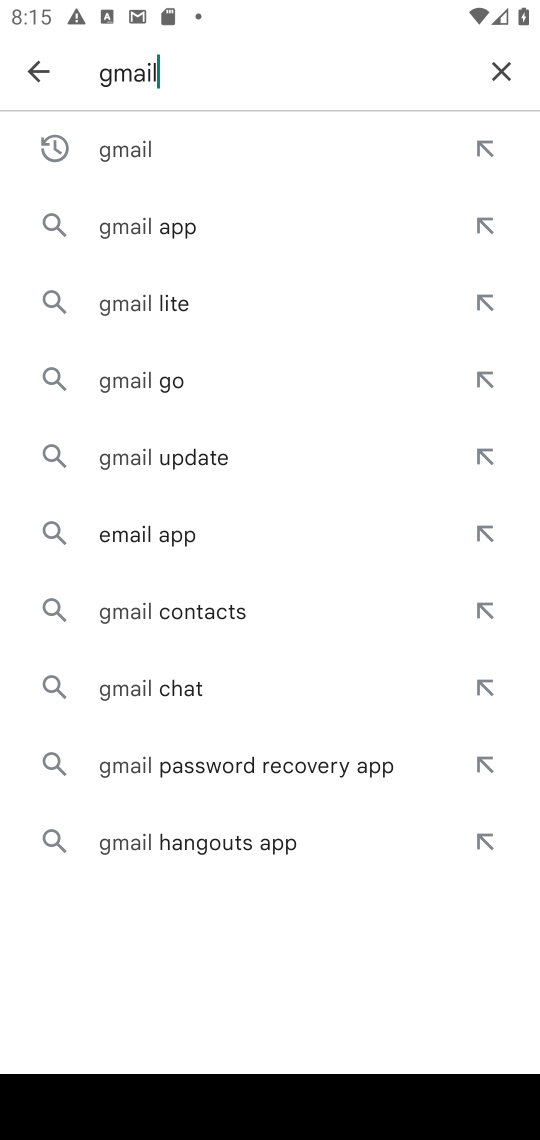 8:15
gmail
gmail
gmail app
gmail lite
gmail go
gmail update
email app
gmail contacts
gmail chat
gmail password recovery app
gmail hangouts app